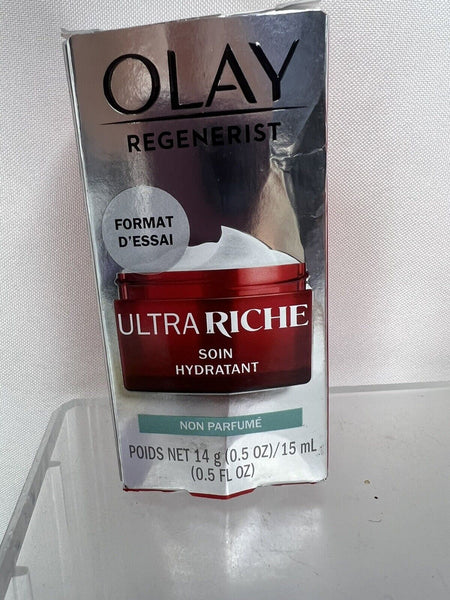 OLAY
REGENERIST
FORMAT
D'ESSAI
ULTRA RICHE
SOIN
HYDRATANT
NON PARFUMÉ
POIDS NET 14 g (0.5 OZ)/15 mL
(0.5 FL OZ)